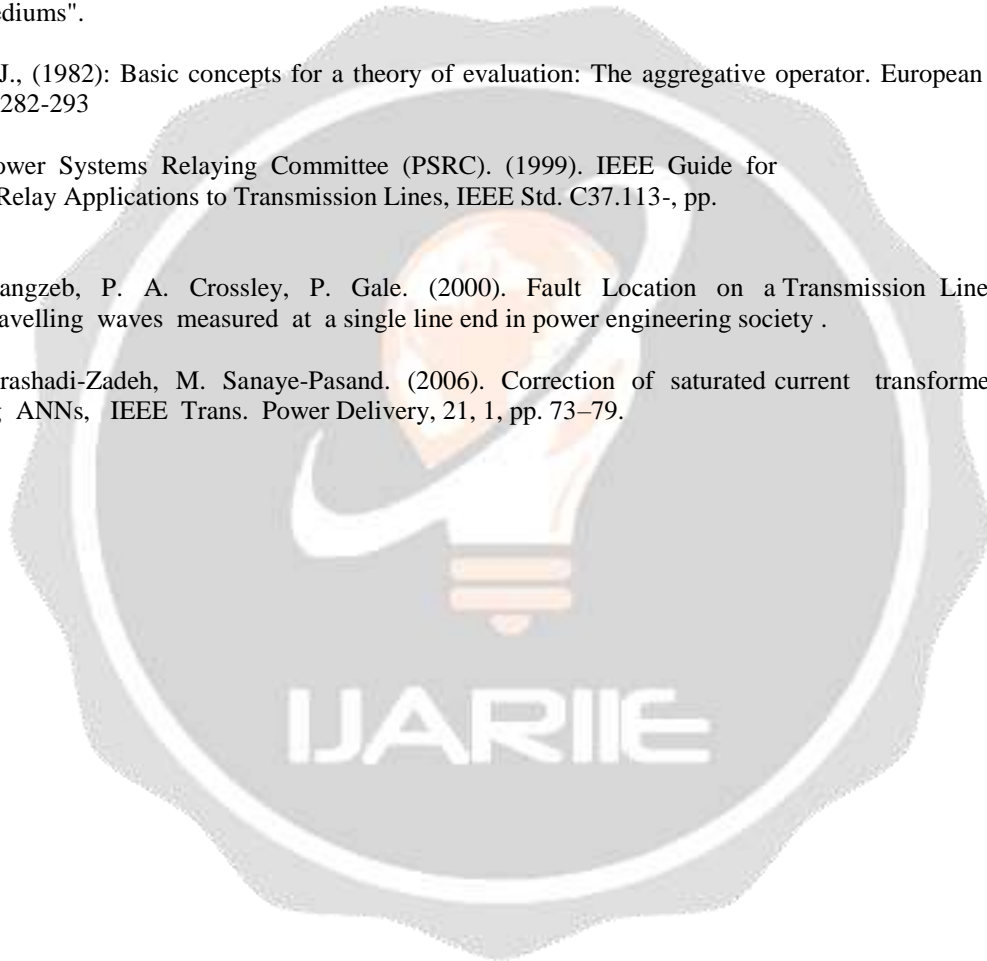 ediums".
J., (1982): Basic concepts for a theory of evaluation: The aggregative operator. European
282-293
ower Systems Relaying Committee (PSRC). (1999). IEEE Guide for
Relay Applications to Transmission Lines, IEEE Std. C37.113-, pp.
angzeb, P. A. Crossley, P. Gale. (2000). Fault Location on a Transmission Line
avelling waves measured at a single line end in power engineering society .
rashadi-Zadeh, M. Sanaye-Pasand. (2006). Correction of saturated current transforme
g ANNs, IEEE Trans. Power Delivery, 21, 1, pp. 73–79.
IJARIIE